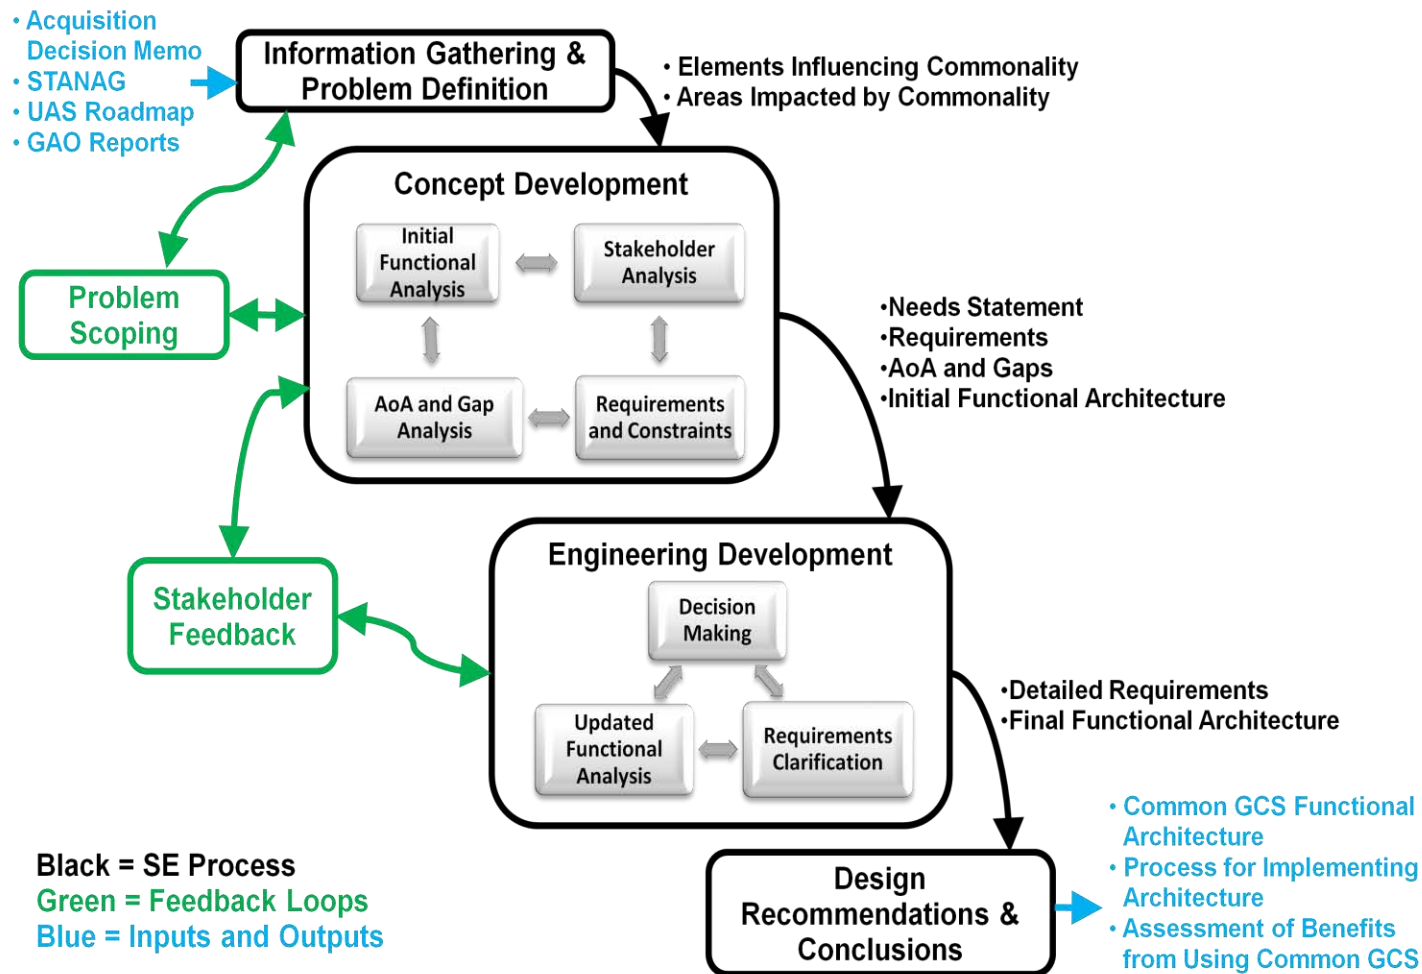 • Acquisition
Decision Memo
• STANAG
• UAS Roadmap
• GAO Reports
Information Gathering &
Problem Definition
• Elements Influencing Commonality
• Areas Impacted by Commonality
Concept Development
Initial
Functional
Analysis
Stakeholder
Analysis
AoA and Gap
Analysis
Requirements
and Constraints
Problem
Scoping
•Needs Statement
•Requirements
•AoA and Gaps
•Initial Functional Architecture
Stakeholder
Feedback
Engineering Development
Decision
Making
Updated
Functional
Analysis
Requirements
Clarification
•Detailed Requirements
•Final Functional Architecture
Design
Recommendations &
Conclusions
• Common GCS Functional
Architecture
• Process for Implementing
Architecture
• Assessment of Benefits
from Using Common GCS
Black = SE Process
Green = Feedback Loops
Blue = Inputs and Outputs